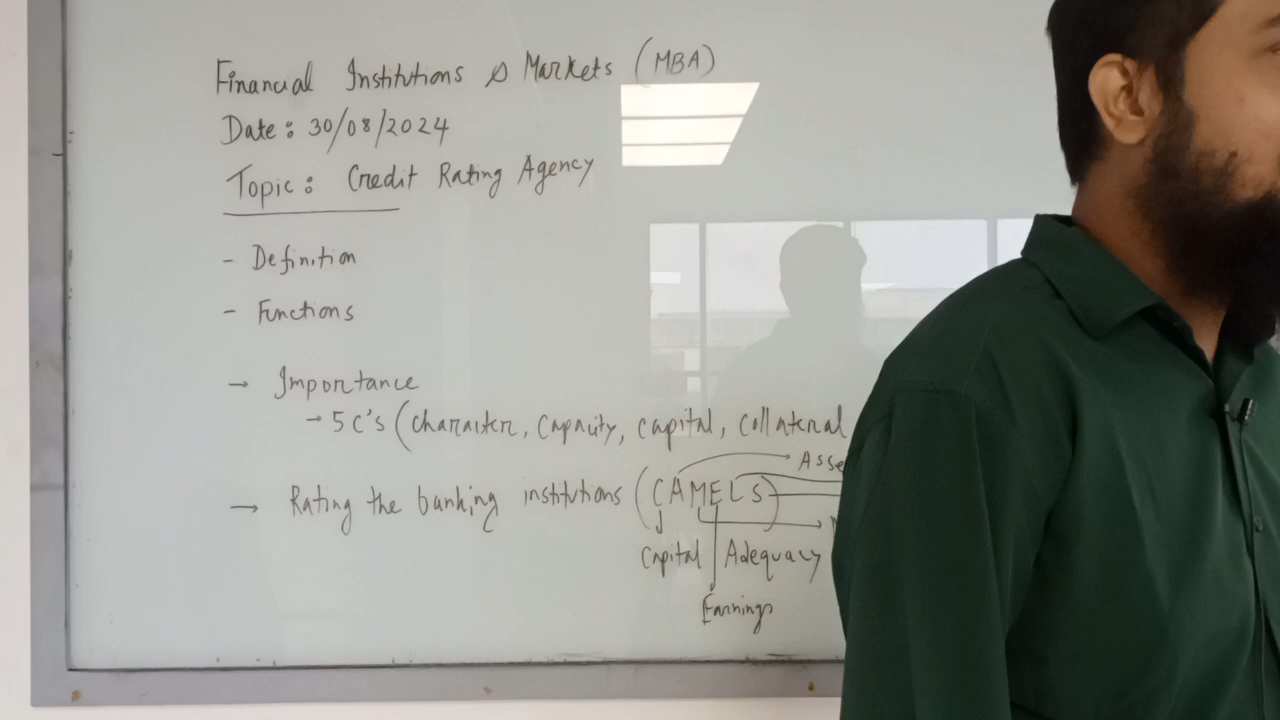 Financial Institutions & Markets (MBA)
Date: 30/08/2024
Topic: Credit Rating Agency
- Definition
- Functions
→ Importance
→ 5 C's (character, capacity, capital, collateral
Asse
→ Rating the banking institutions (CAMELS)
Capital Adequacy
Earnings